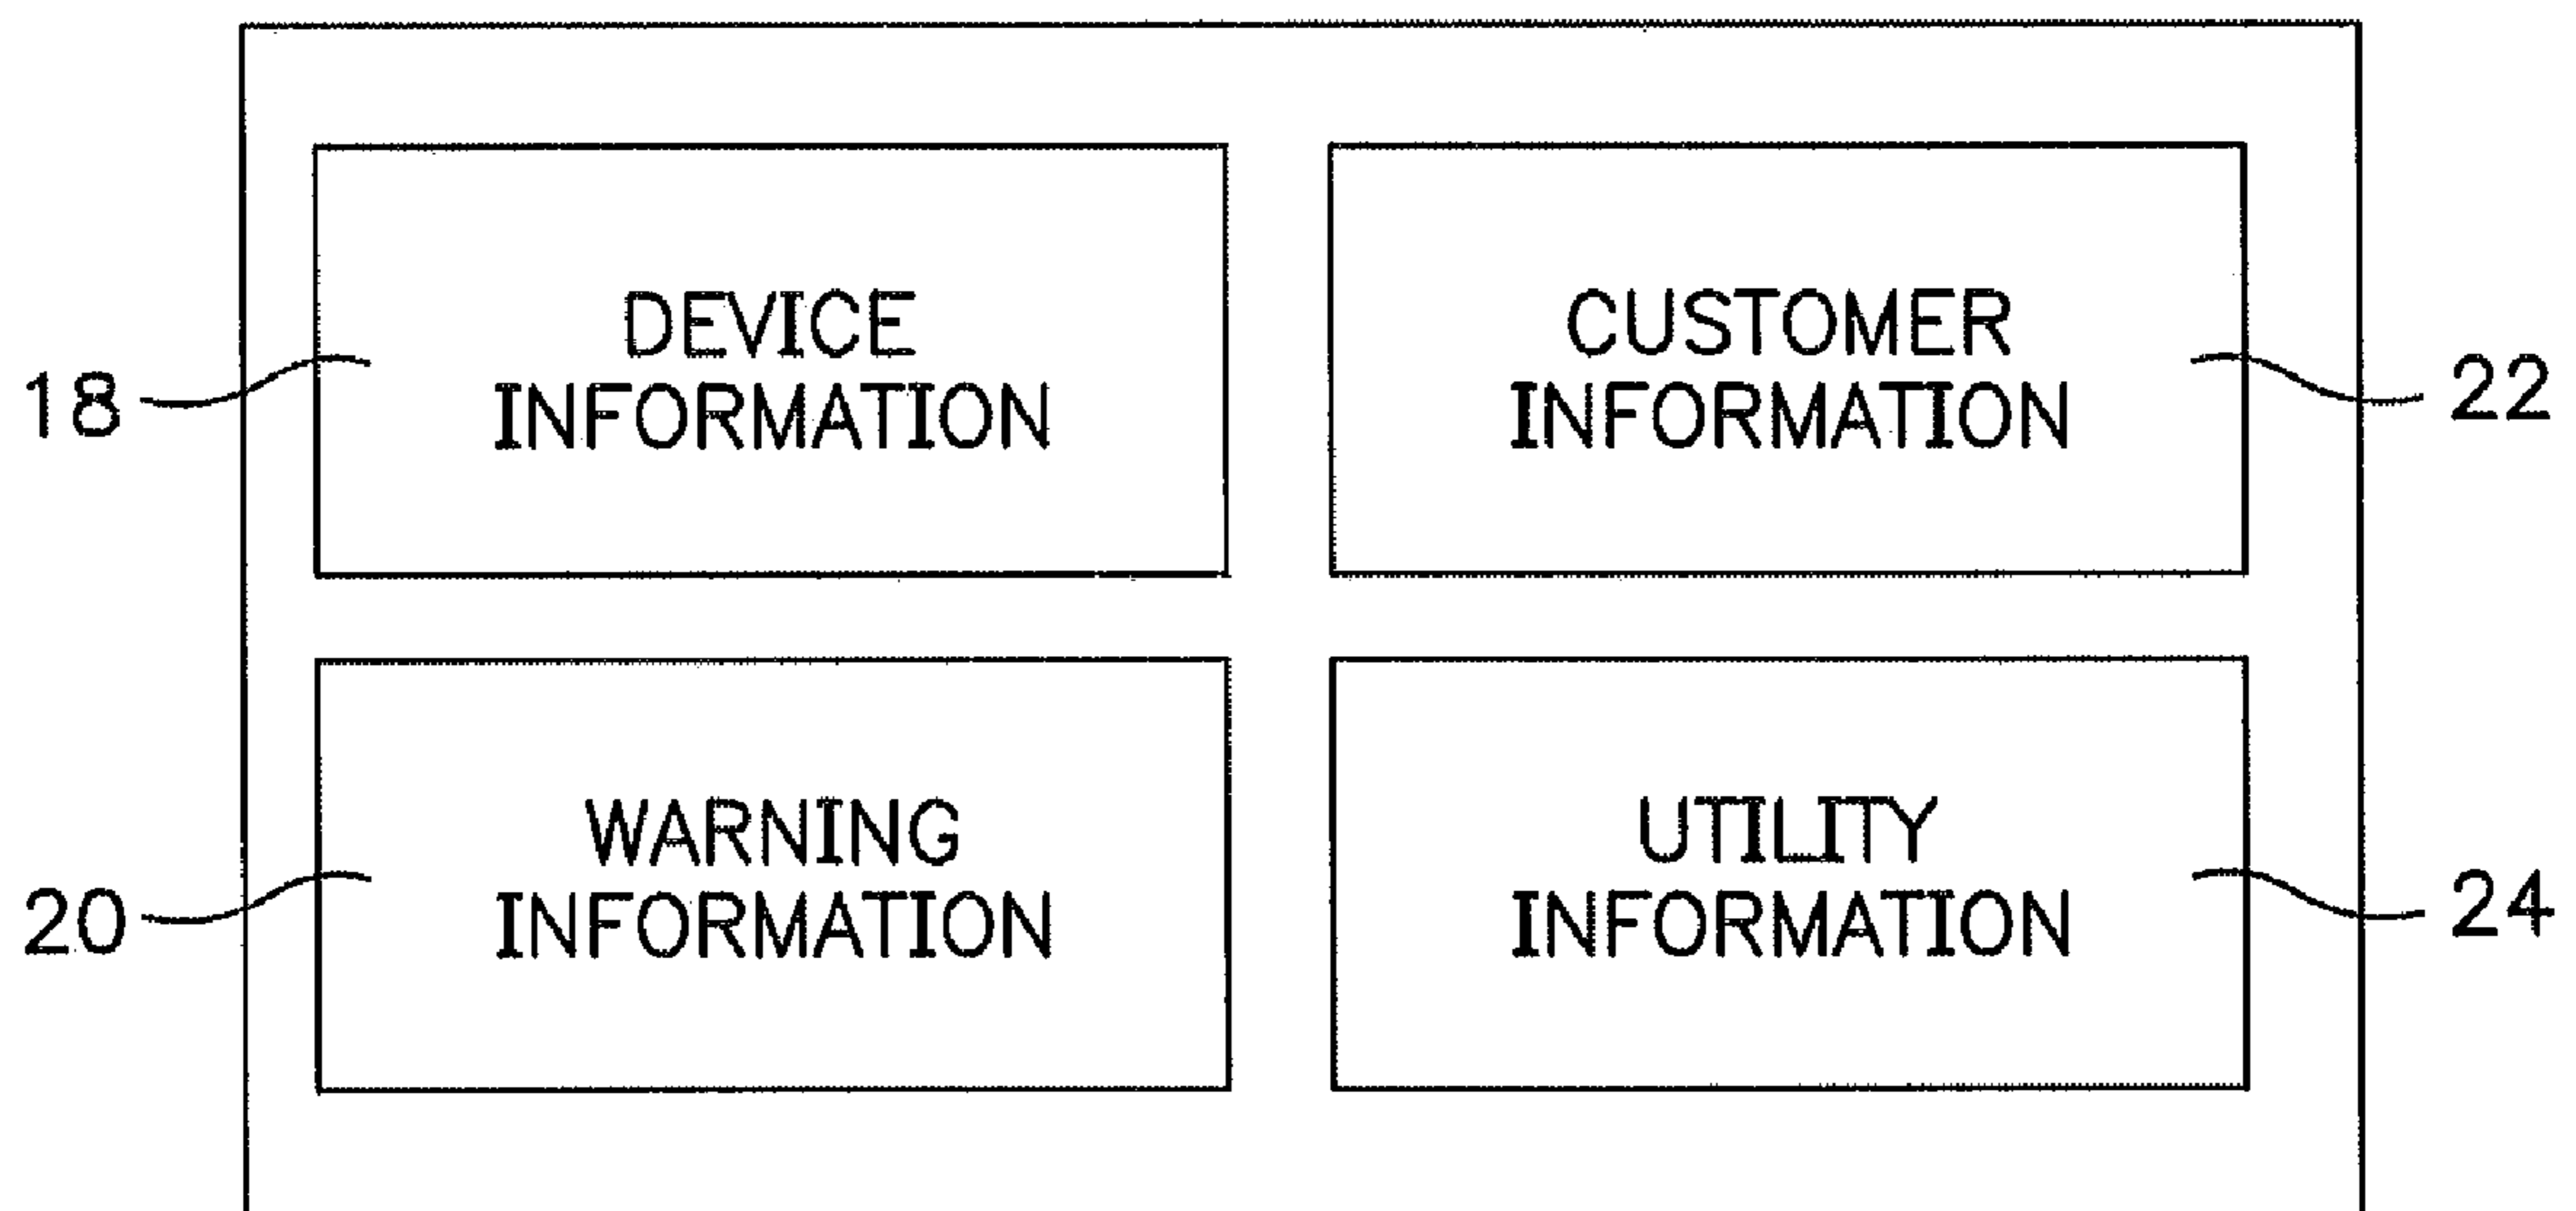 DEVICE
INFORMATION
18
CUSTOMER
INFORMATION
22
WARNING
INFORMATION
20
UTILITY
INFORMATION
24